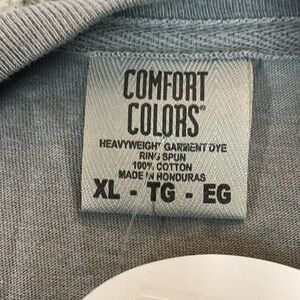 COMFORT
COLORS®
HEAVYWEIGHT GARMENT DYE
RING SPUN
100% COTTON
MADE IN HONDURAS
XL - TG - EG